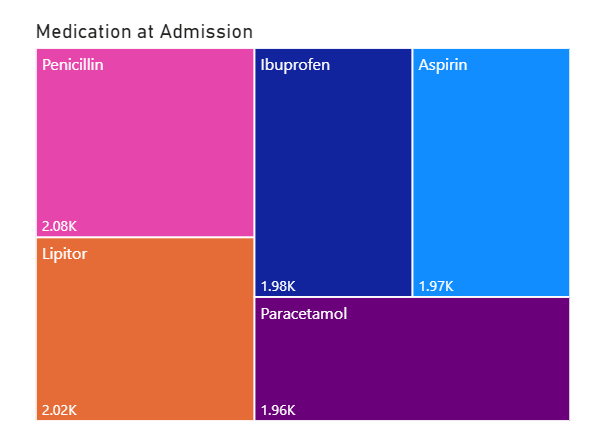 Medication at Admission
Penicillin
2.08K
Lipitor
2.02K
Ibuprofen
1.98K
Aspirin
1.97K
Paracetamol
1.96K